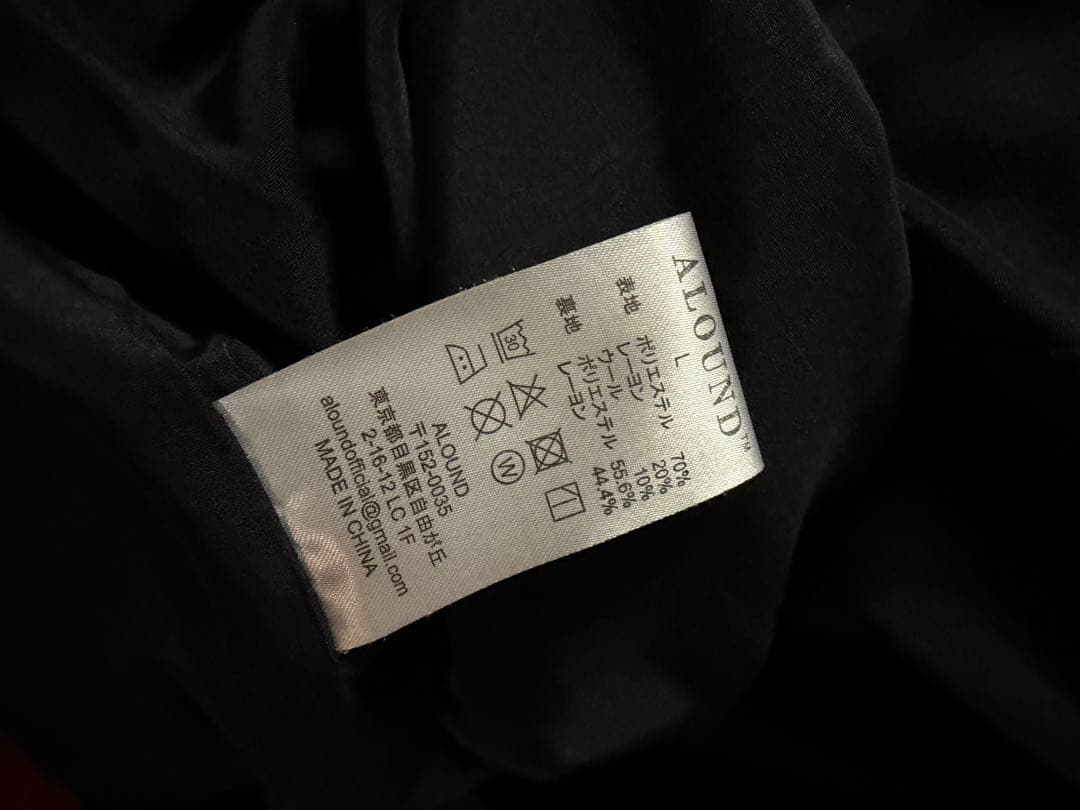 ALOUND™
L
表地 ポリエステル 70%
レーヨン 20%
ウール 10%
裏地 ポリエステル 55.6%
レーヨン 44.4%
30
W
ALOUND
〒152-0035
東京都目黒区自由が丘
2-16-12 LC 1F
aloundofficial@gmail.com
MADE IN CHINA